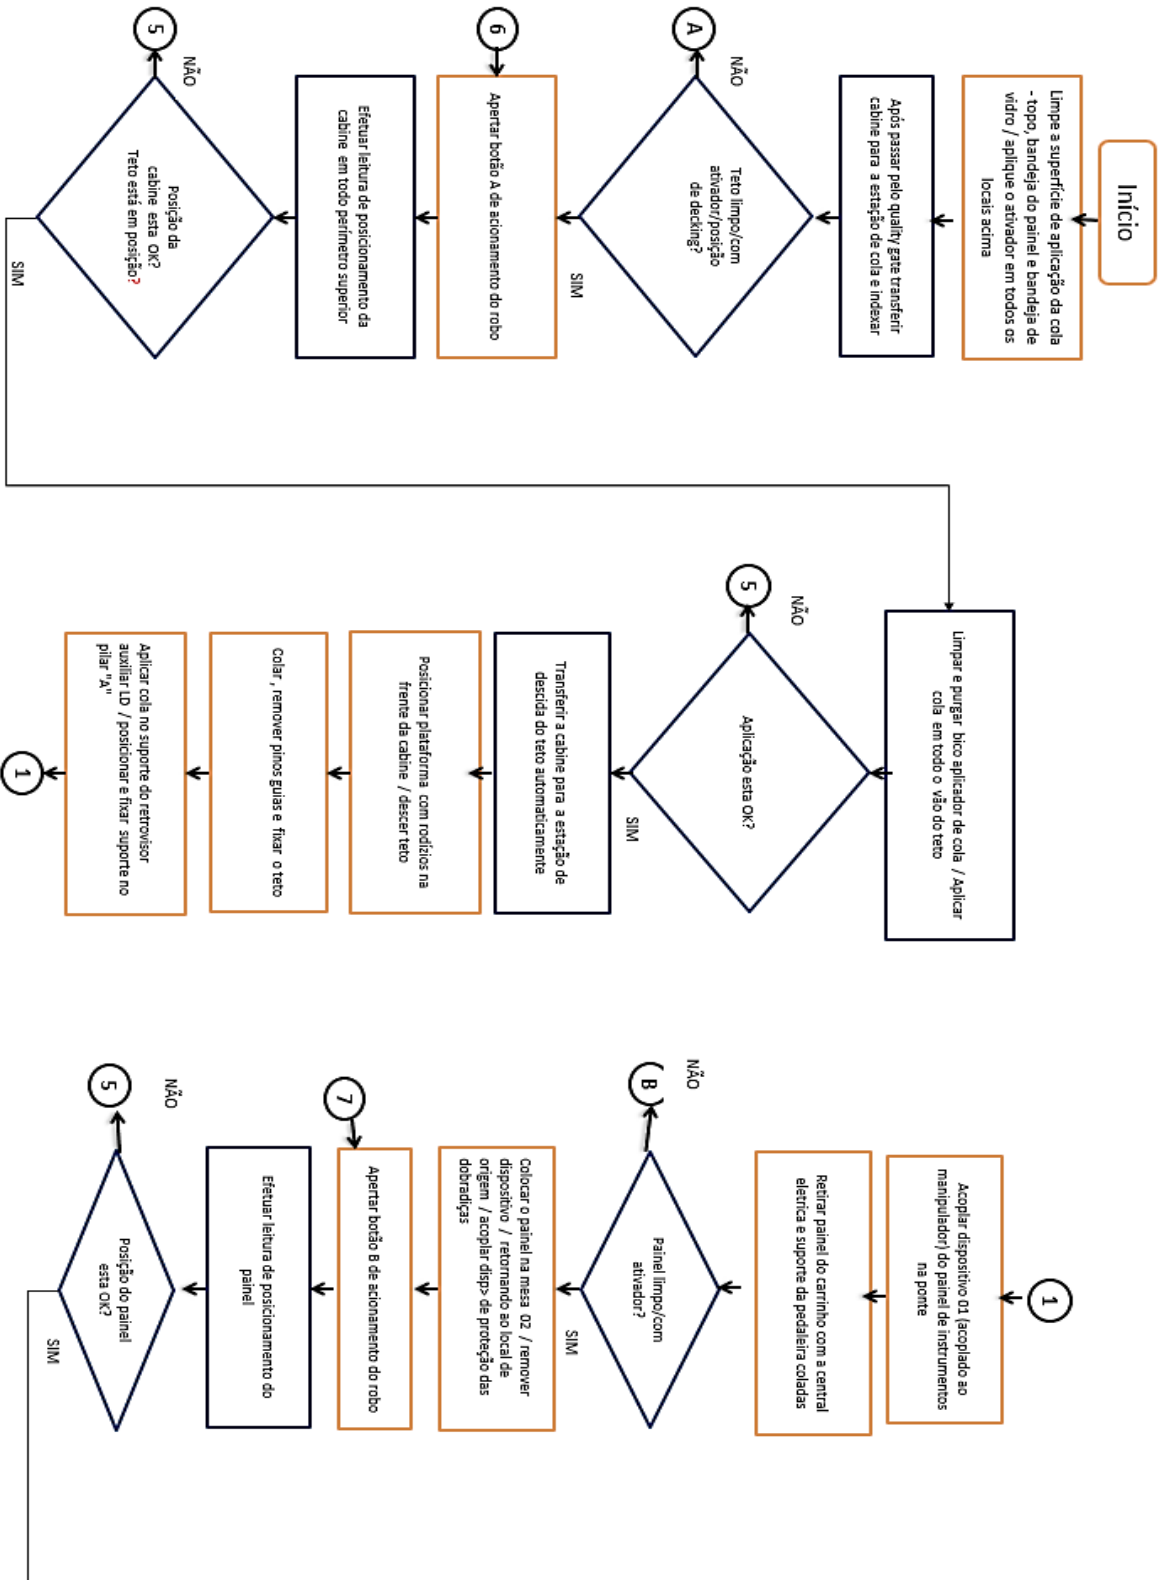 Início
Limpe a superfície de aplicação da cola
- topo, bandeja do painel e bandeja de
vidro / aplique o ativador em todos os
locais acima
Após passar pelo quality gate transferir
cabine para a estação de cola e indexar
Teto limpo/com
ativador/posição
de decking?
NÃO
A
SIM
6
Apertar botão A de acionamento do robo
Efetuar leitura de posicionamento da
cabine em todo perímetro superior
Posição da
cabine esta OK?
Teto está em posição?
NÃO
5
SIM
Limpar e purgar bico aplicador de cola / Aplicar
cola em todo o vão do teto
Aplicação esta OK?
NÃO
5
SIM
Transferir a cabine para a estação de
descida do teto automaticamente
Posicionar plataforma com rodízios na
frente da cabine / descer teto
Colar , remover pinos guias e fixar o teto
Aplicar cola no suporte do retrovisor
auxiliar LD / posicionar e fixar suporte no
pilar "A"
1
1
Acoplar dispositivo 01 (acoplado ao
manipulador) do painel de instrumentos
na ponte
Retirar painel do carrinho com a central
eletrica e suporte da pedaleira coladas
Painel limpo/com
ativador?
NÃO
B
SIM
Colocar o painel na mesa 02 / remover
dispositivo / retornando ao local de
origem / acoplar disp> de proteção das
dobradiças
7
Apertar botão B de acionamento do robo
Efetuar leitura de posicionamento do
painel
Posição do painel
esta OK?
NÃO
5
SIM